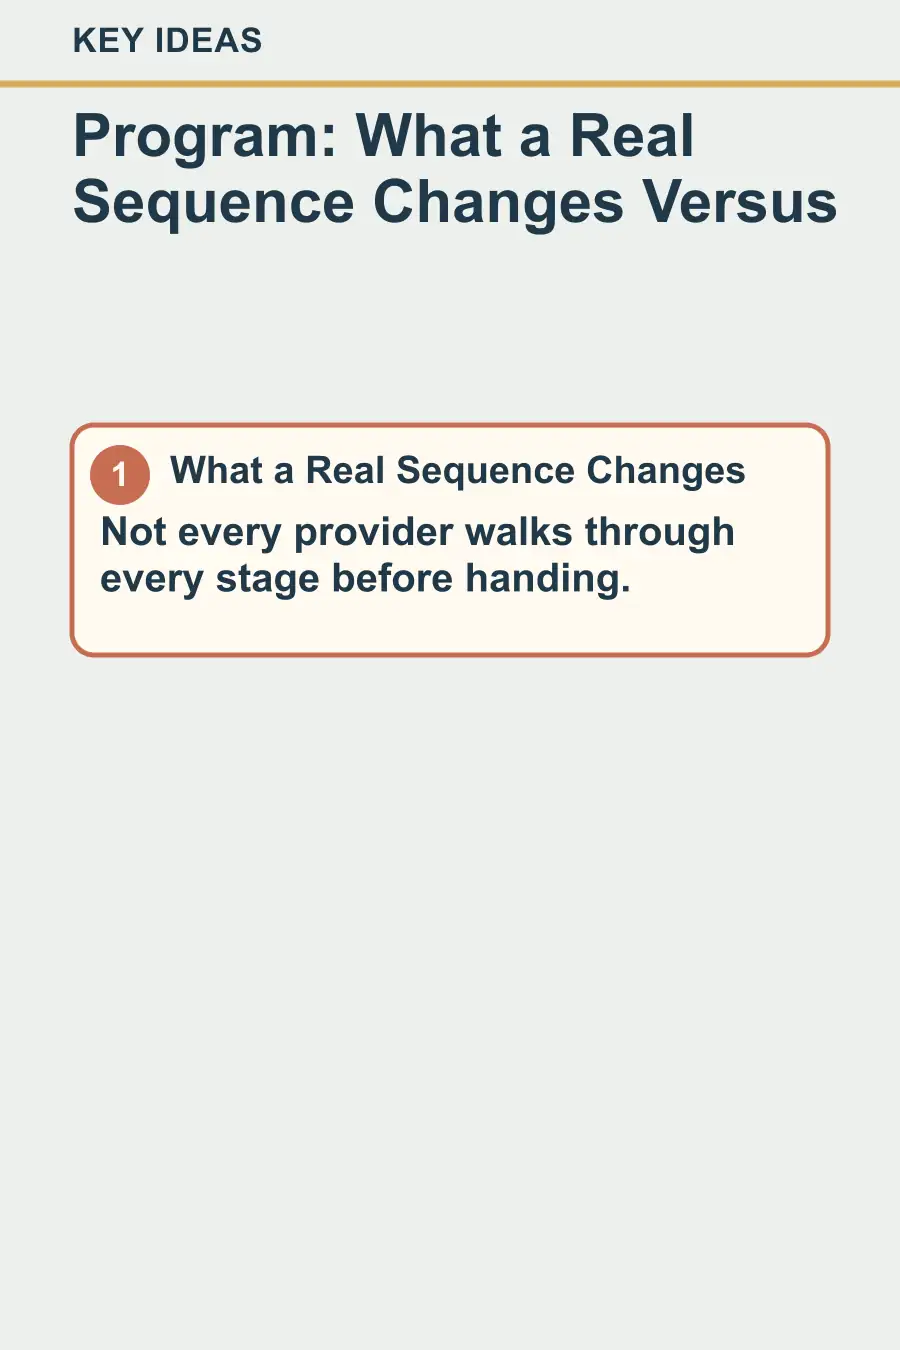 KEY IDEAS
Program: What a Real
Sequence Changes Versus
1 What a Real Sequence Changes
Not every provider walks through
every stage before handing.